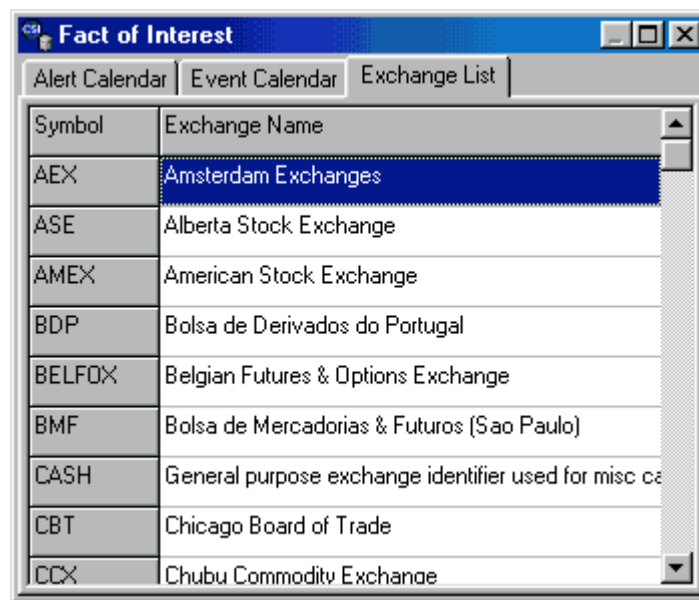 CSI Fact of Interest
Alert Calendar Event Calendar Exchange List
Symbol Exchange Name
AEX Amsterdam Exchanges
ASE Alberta Stock Exchange
AMEX American Stock Exchange
BDP Bolsa de Derivados do Portugal
BELFOX Belgian Futures & Options Exchange
BMF Bolsa de Mercadorias & Futuros (Sao Paulo)
CASH General purpose exchange identifier used for misc ca
CBT Chicago Board of Trade
CCX Chubu Commodity Exchange